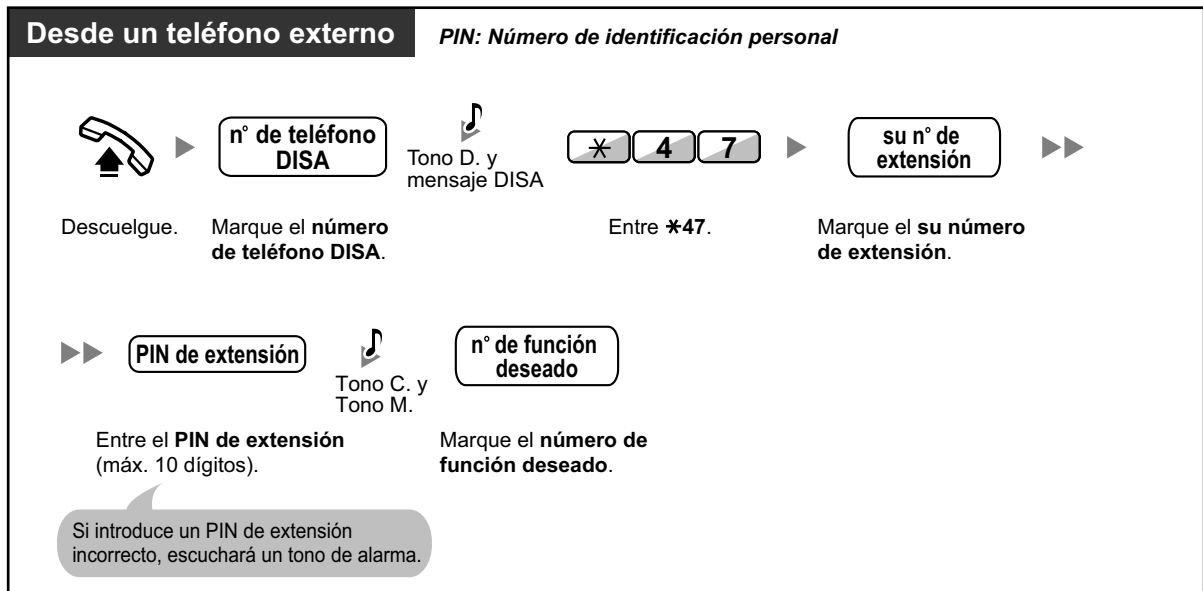 Desde un teléfono externo
PIN: Número de identificación personal
n° de teléfono
DISA
Tono D. y
mensaje DISA
* 4 7
su n° de
extensión
Descuelgue.
Marque el número
de teléfono DISA.
Entre *47.
Marque el su número
de extensión.
PIN de extensión
Tono C. y
Tono M.
n° de función
deseado
Entre el PIN de extensión
(máx. 10 dígitos).
Marque el número de
función deseado.
Si introduce un PIN de extensión
incorrecto, escuchará un tono de alarma.